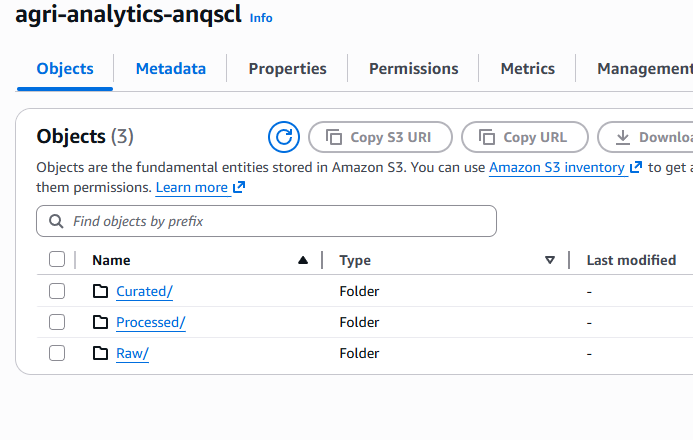 agri-analytics-anqscl Info
Objects Metadata Properties Permissions Metrics Management
Objects (3) Copy S3 URI Copy URL Downloa
Objects are the fundamental entities stored in Amazon S3. You can use Amazon S3 inventory to get a
them permissions. Learn more
Find objects by prefix
Name Type Last modified
Curated/ Folder -
Processed/ Folder -
Raw/ Folder -